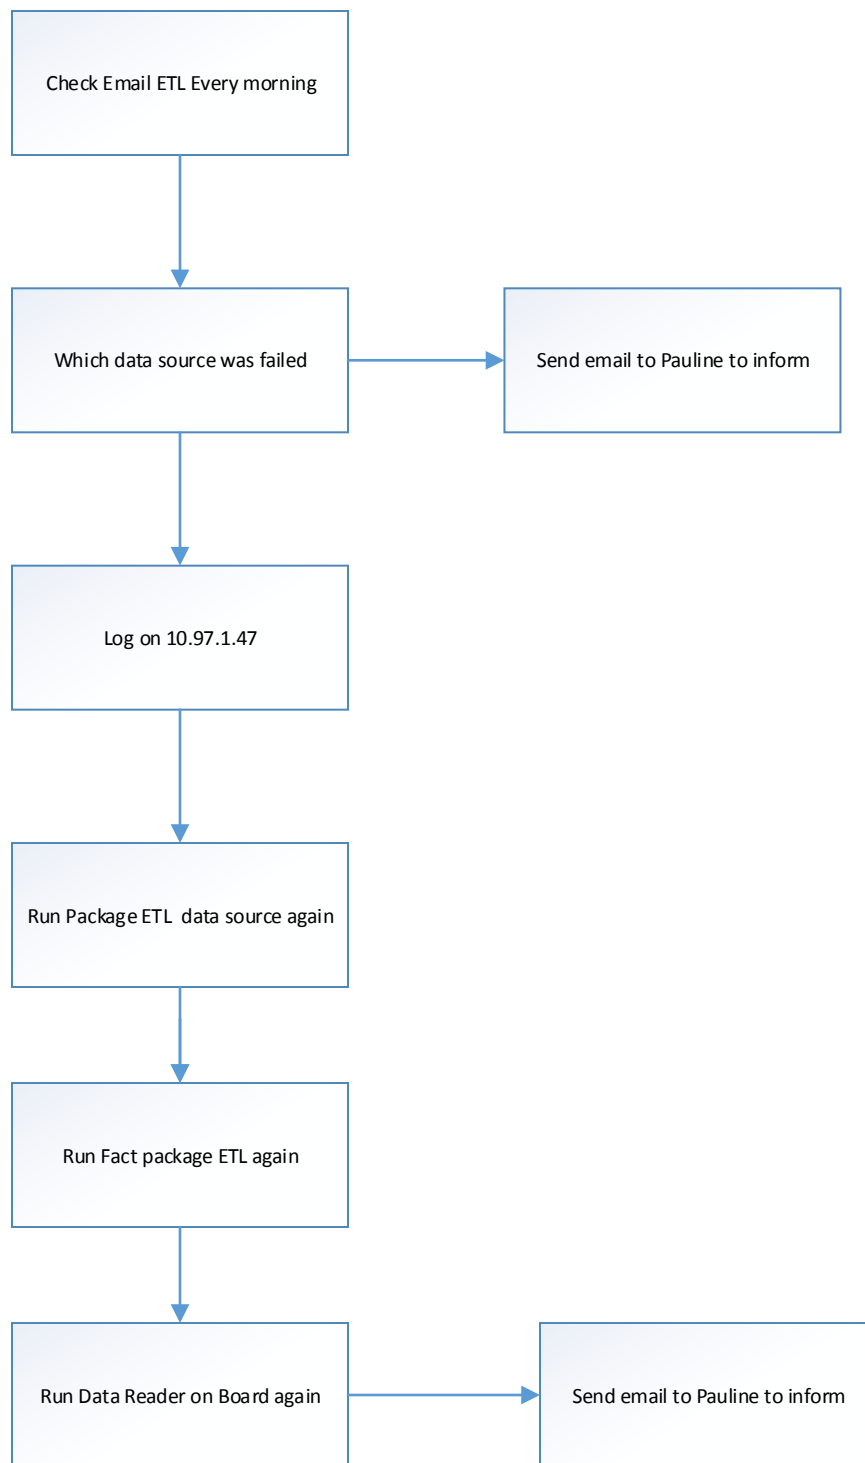 Check Email ETL Every morning
Which data source was failed
Send email to Pauline to inform
Log on 10.97.1.47
Run Package ETL  data source again
Run Fact package ETL again
Run Data Reader on Board again
Send email to Pauline to inform